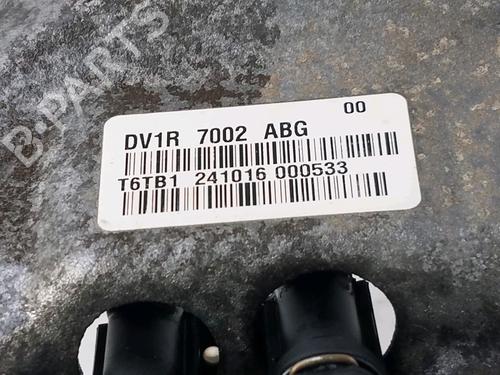 B-PARTS
00
DV1R 7002 ABG
T6TB1 241016 000533